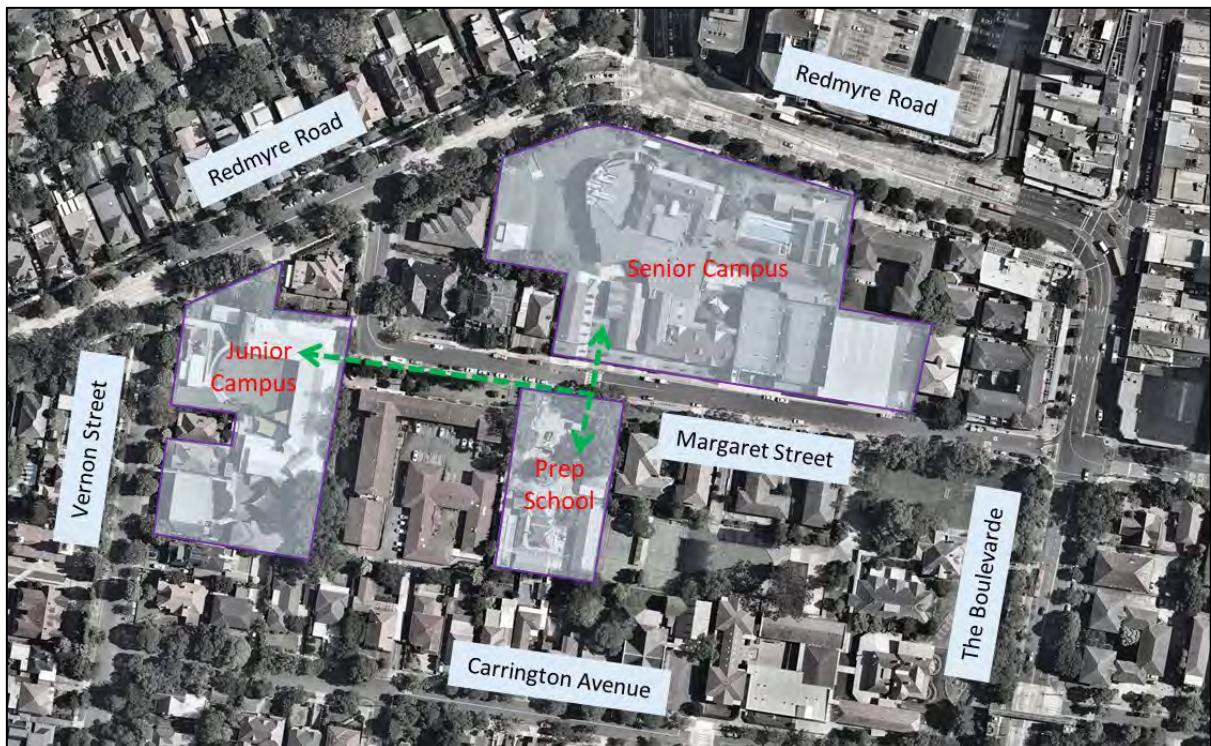 Redmyre Road
Redmyre Road
Senior Campus
Junior
Campus
Vernon Street
Margaret Street
Prep
School
The Boulevarde
Carrington Avenue